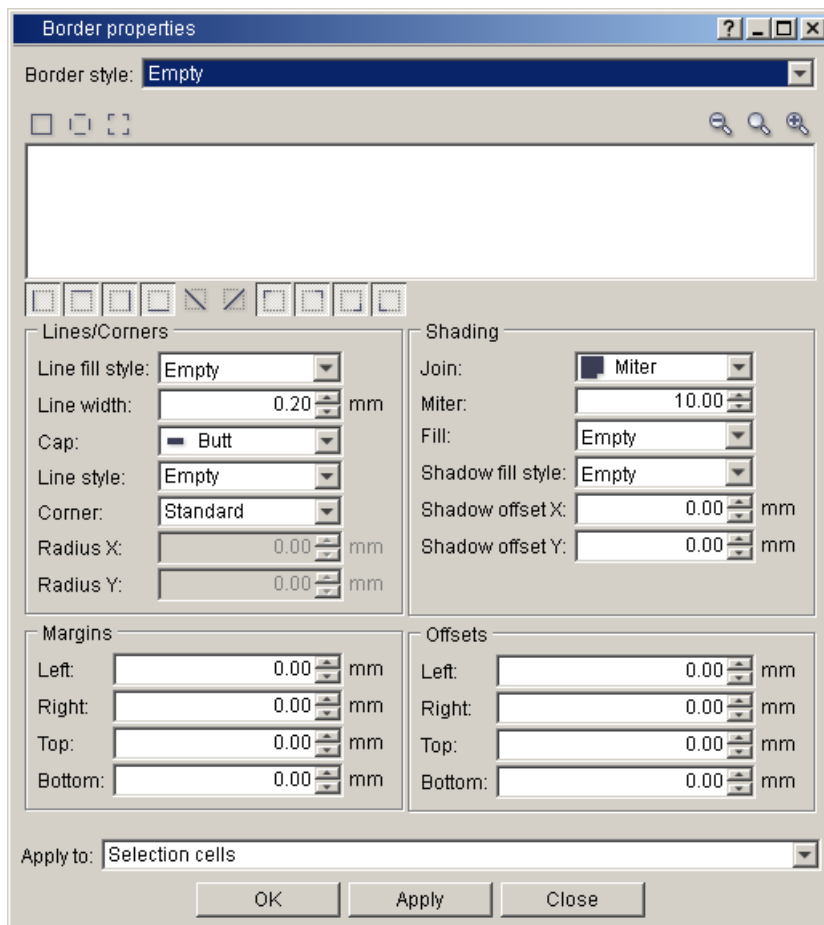 Border properties
Border style: Empty
Lines/Corners
Line fill style: Empty
Line width: 0.20 mm
Cap: Butt
Line style: Empty
Corner: Standard
Radius X: 0.00 mm
Radius Y: 0.00 mm
Shading
Join: Miter
Miter: 10.00
Fill: Empty
Shadow fill style: Empty
Shadow offset X: 0.00 mm
Shadow offset Y: 0.00 mm
Margins
Left: 0.00 mm
Right: 0.00 mm
Top: 0.00 mm
Bottom: 0.00 mm
Offsets
Left: 0.00 mm
Right: 0.00 mm
Top: 0.00 mm
Bottom: 0.00 mm
Apply to: Selection cells
OK Apply Close